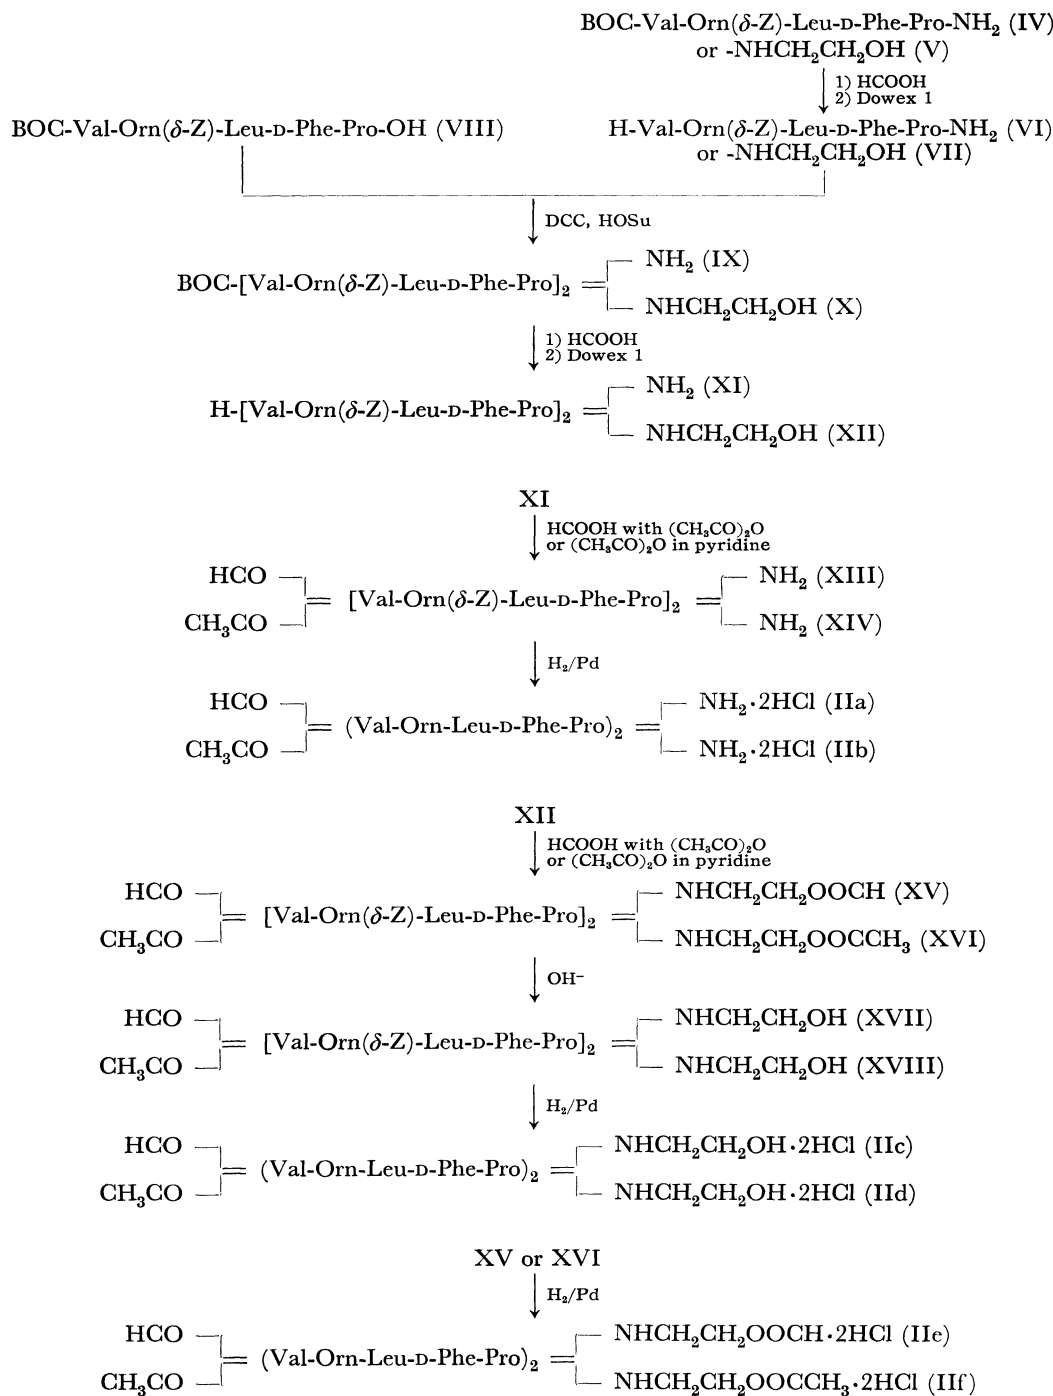 BOC-Val-Orn(δ-Z)-Leu-D-Phe-Pro-NH₂ (IV)
or -NHCH₂CH₂OH (V)
1) HCOOH
2) Dowex 1
BOC-Val-Orn(δ-Z)-Leu-D-Phe-Pro-OH (VIII)
H-Val-Orn(δ-Z)-Leu-D-Phe-Pro-NH₂ (VI)
or -NHCH₂CH₂OH (VII)
DCC, HOSu
NH₂ (IX)
BOC-[Val-Orn(δ-Z)-Leu-D-Phe-Pro]₂
NHCH₂CH₂OH (X)
1) HCOOH
2) Dowex 1
NH₂ (XI)
H-[Val-Orn(δ-Z)-Leu-D-Phe-Pro]₂
NHCH₂CH₂OH (XII)
XI
HCOOH with (CH₃CO)₂O
or (CH₃CO)₂O in pyridine
HCO NH₂ (XIII)
[Val-Orn(δ-Z)-Leu-D-Phe-Pro]₂
CH₃CO NH₂ (XIV)
H₂/Pd
HCO NH₂·2HCl (IIa)
(Val-Orn-Leu-D-Phe-Pro)₂
CH₃CO NH₂·2HCl (IIb)
XII
HCOOH with (CH₃CO)₂O
or (CH₃CO)₂O in pyridine
HCO NHCH₂CH₂OOCH (XV)
[Val-Orn(δ-Z)-Leu-D-Phe-Pro]₂
CH₃CO NHCH₂CH₂OOCCH₃ (XVI)
OH⁻
HCO NHCH₂CH₂OH (XVII)
[Val-Orn(δ-Z)-Leu-D-Phe-Pro]₂
CH₃CO NHCH₂CH₂OH (XVIII)
H₂/Pd
HCO NHCH₂CH₂OH·2HCl (IIc)
(Val-Orn-Leu-D-Phe-Pro)₂
CH₃CO NHCH₂CH₂OH·2HCl (IId)
XV or XVI
H₂/Pd
HCO NHCH₂CH₂OOCH·2HCl (IIe)
(Val-Orn-Leu-D-Phe-Pro)₂
CH₃CO NHCH₂CH₂OOCCH₃·2HCl (IIf)